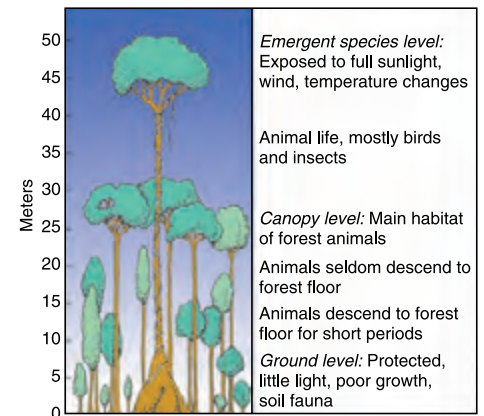 50
45
40
35
30
25
20
15
10
5
0
Meters
Emergent species level:
Exposed to full sunlight,
wind, temperature changes
Animal life, mostly birds
and insects
Canopy level: Main habitat
of forest animals
Animals seldom descend to
forest floor
Animals descend to forest
floor for short periods
Ground level: Protected,
little light, poor growth,
soil fauna